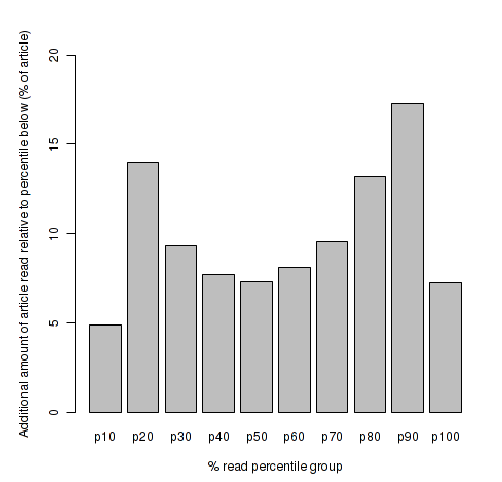 Additional amount of article read relative to percentile below (% of article)
20
15
10
5
0
p10 p20 p30 p40 p50 p60 p70 p80 p90 p100
% read percentile group